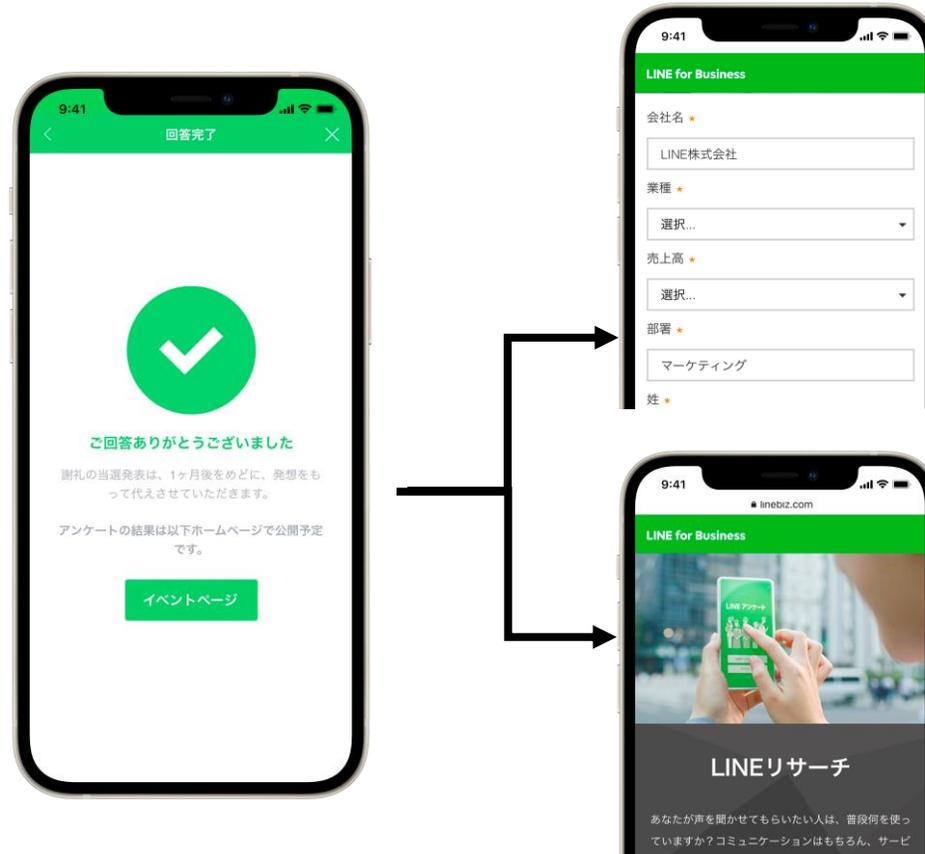 9:41
回答完了
ご回答ありがとうございました
謝礼の当選発表は、1ヶ月後をめどに、発想をも
って代えさせていただきます。
アンケートの結果は以下ホームページで公開予定
です。
イベントページ
9:41
LINE for Business
会社名 ★
LINE株式会社
業種 ★
選択...
売上高 ★
選択...
部署 ★
マーケティング
姓 ★
9:41
linebiz.com
LINE for Business
LINE アンケート
LINEリサーチ
あなたが声を聞かせてもらいたい人は、普段何を使っ
ていますか？コミュニケーションはもちろん、サービ